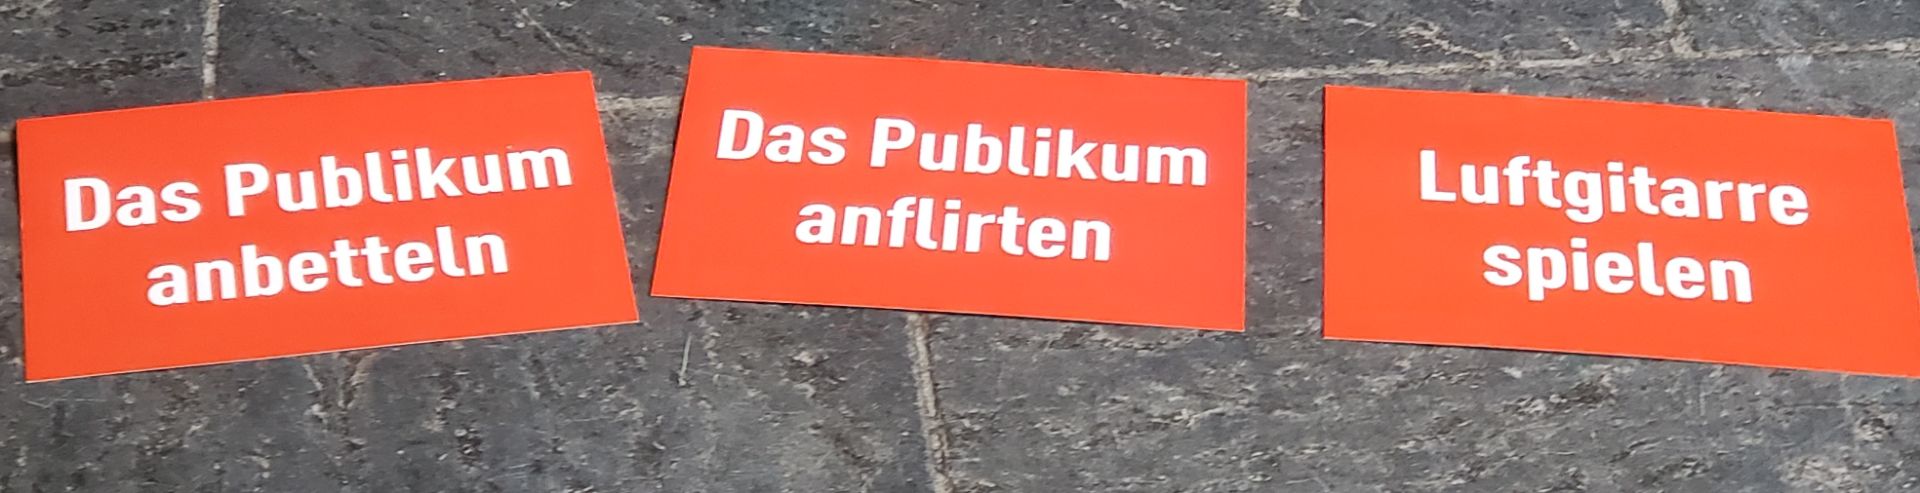 Das Publikum
anbetteln
Das Publikum
anflirten
Luftgitarre
spielen